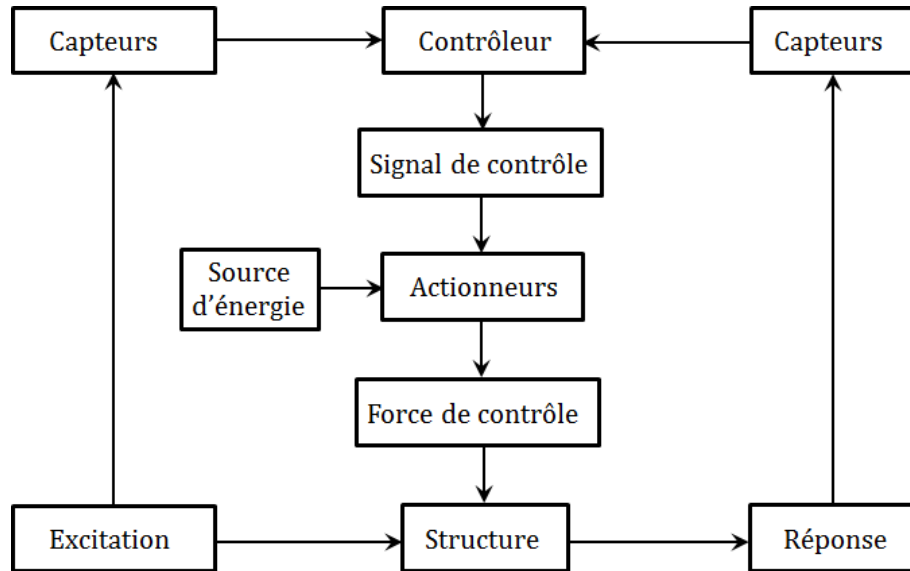 Capteurs
Contrôleur
Capteurs
Signal de contrôle
Source
d’énergie
Actionneurs
Force de contrôle
Excitation
Structure
Réponse